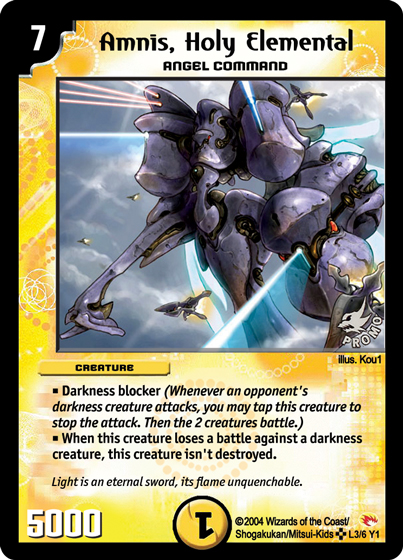 7
Amnis, Holy Elemental
ANGEL COMMAND
PROMO
illus. Kou1
CREATURE
▪ Darkness blocker (Whenever an opponent's
darkness creature attacks, you may tap this creature to
stop the attack. Then the 2 creatures battle.)
▪ When this creature loses a battle against a darkness
creature, this creature isn't destroyed.
Light is an eternal sword, its flame unquenchable.
5000
1
©2004 Wizards of the Coast/
Shogakukan/Mitsui-Kids L3/6 Y1